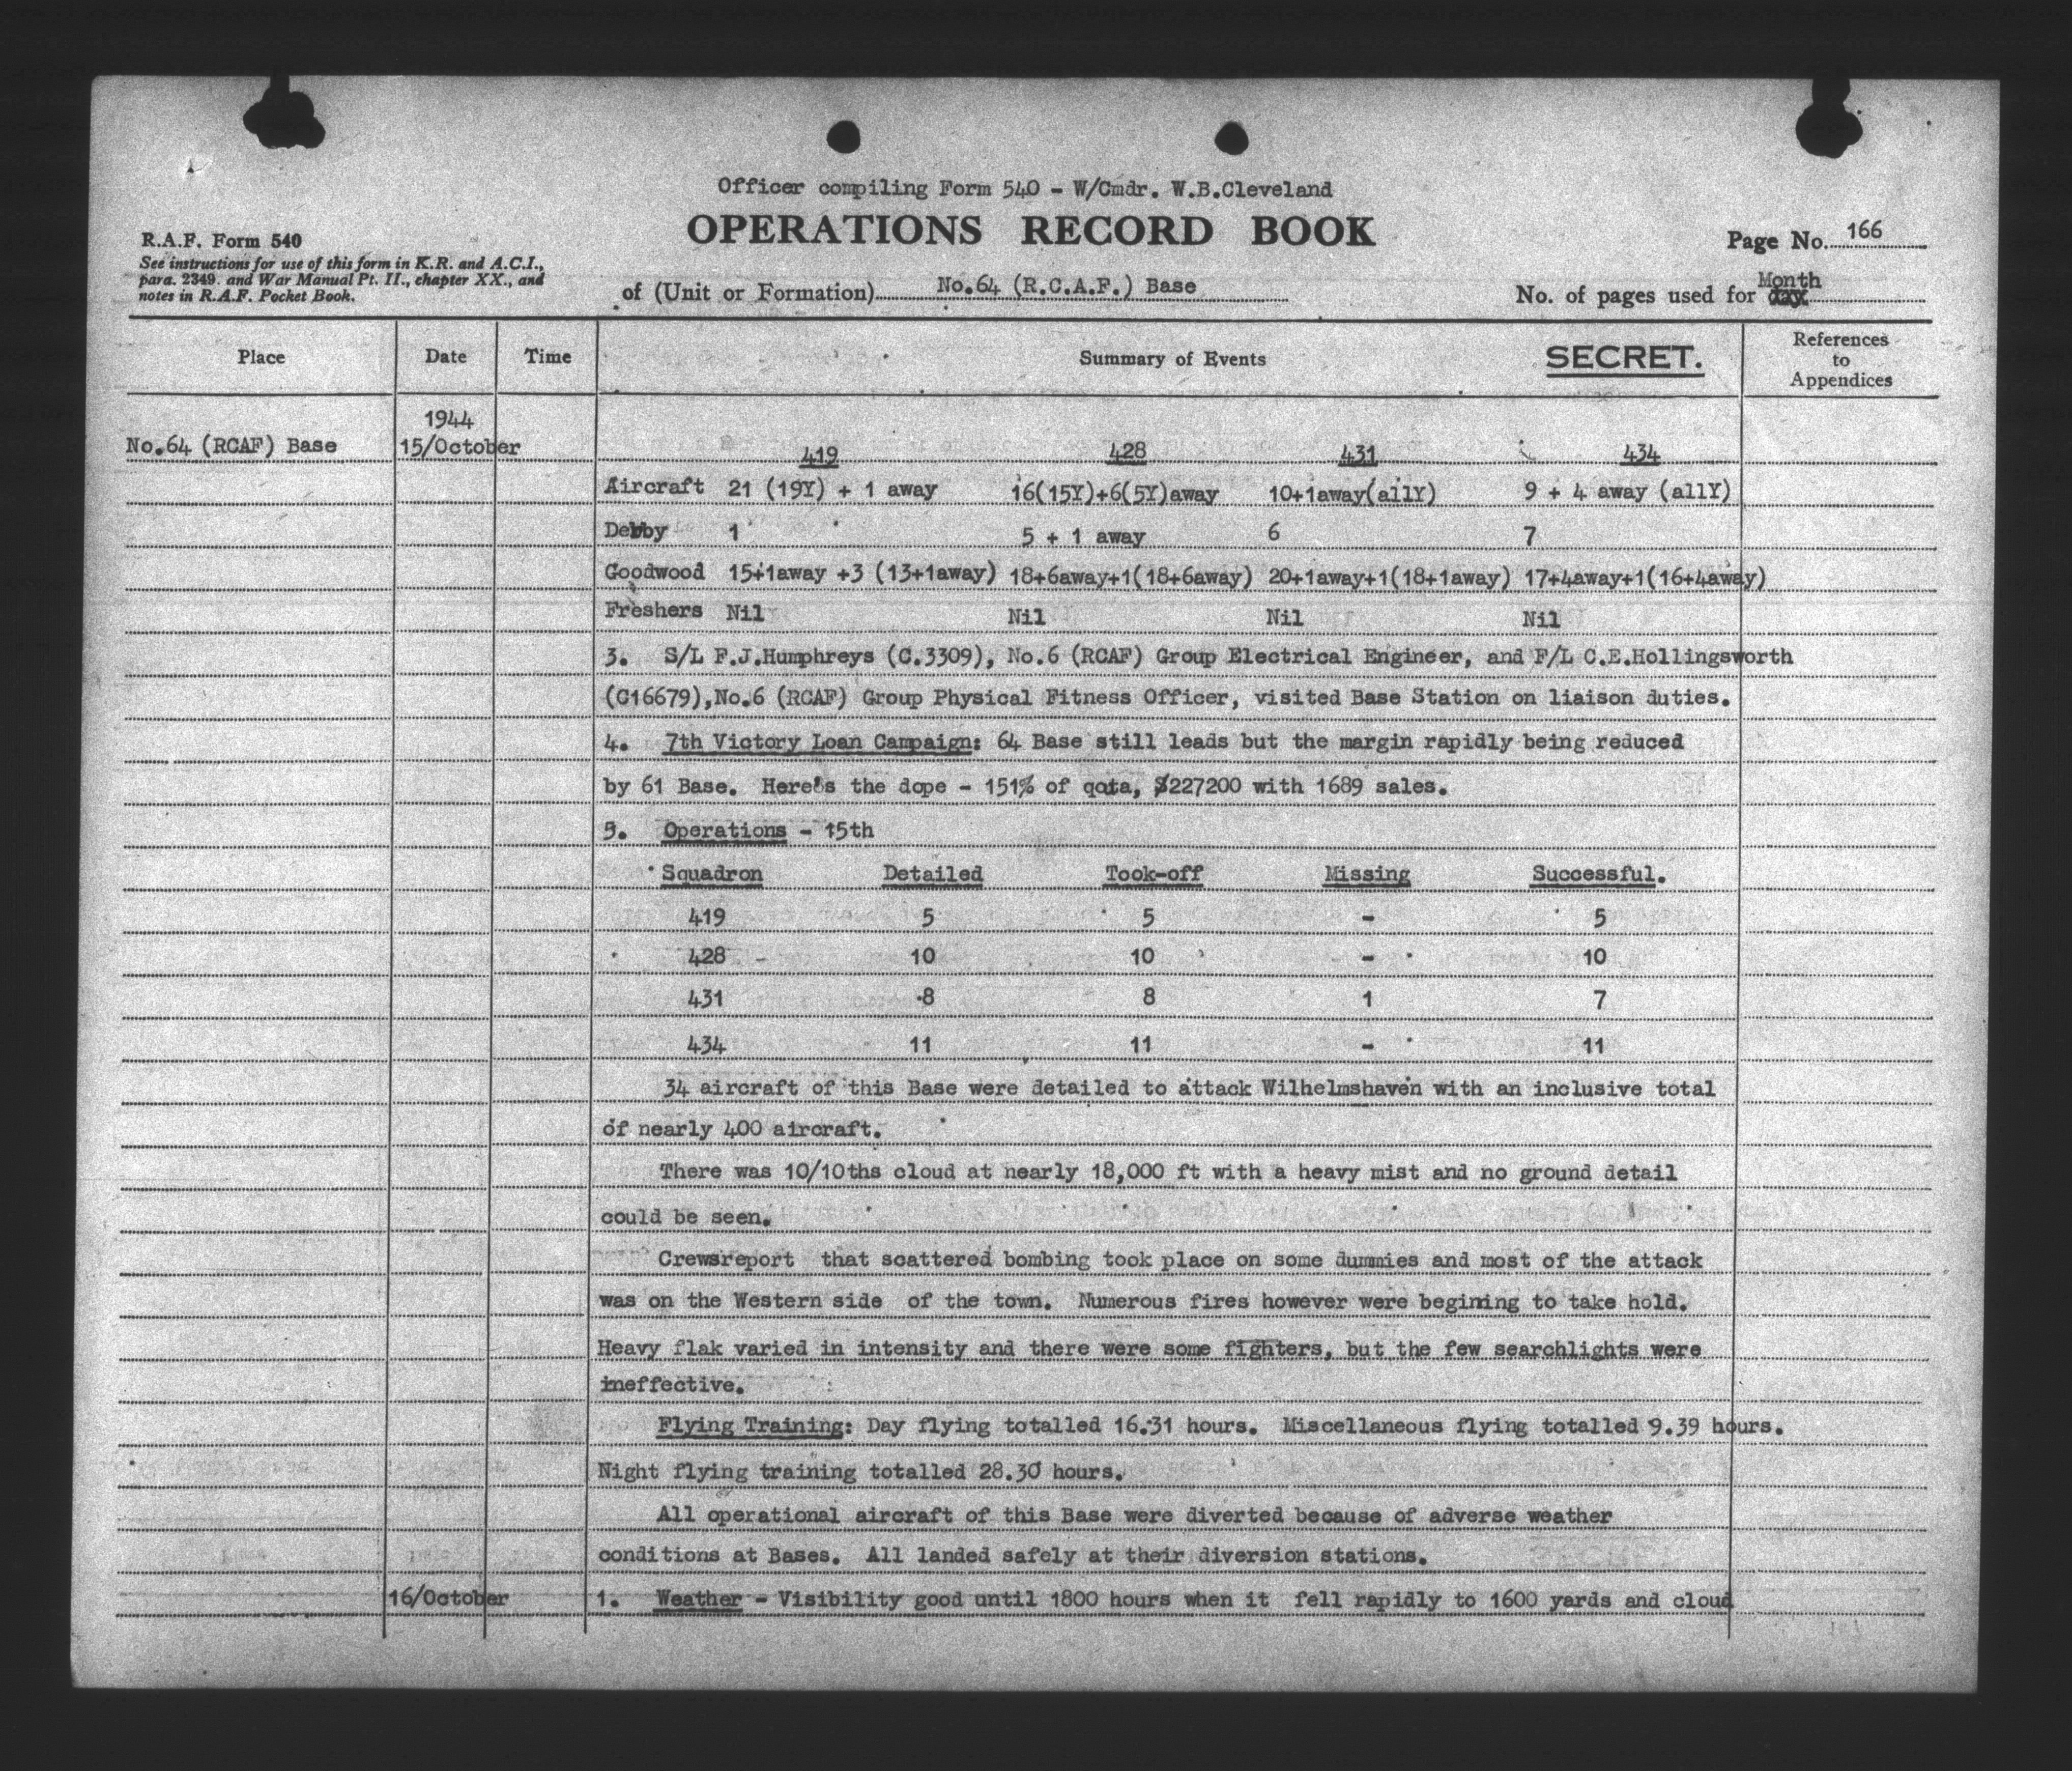 Officer compiling Form 540 - W/Cmdr. W.B.Cleveland
OPERATIONS RECORD BOOK
R.A.F. Form 540
See instructions for use of this form in K.R. and A.C.I.,
para. 2349. and War Manual Pt. II., chapter XX., and
notes in R.A.F. Pocket Book.
of (Unit or Formation) No.64 (R.C.A.F.) Base
Page No. 166
No. of pages used for day Month
Place Date Time Summary of Events SECRET. References to Appendices
1944
No.64 (RCAF) Base 15/October 419 428 431 434
Aircraft 21 (19Y) + 1 away 16(15Y)+6(5Y)away 10+1away(allY) 9 + 4 away (allY)
Derby 1 5 + 1 away 6 7
Goodwood 15+1away +3 (13+1away) 18+6away+1(18+6away) 20+1away+1(18+1away) 17+4away+1(16+4away)
Freshers Nil Nil Nil Nil
3. S/L F.J.Humphreys (C.3309), No.6 (RCAF) Group Electrical Engineer, and F/L C.E.Hollingsworth
(C16679),No.6 (RCAF) Group Physical Fitness Officer, visited Base Station on liaison duties.
4. 7th Victory Loan Campaign: 64 Base still leads but the margin rapidly being reduced
by 61 Base. Here's the dope - 151% of qota, $227200 with 1689 sales.
5. Operations - 15th
Squadron Detailed Took-off Missing Successful.
419 5 5 - 5
428 10 10 - 10
431 8 8 1 7
434 11 11 - 11
34 aircraft of this Base were detailed to attack Wilhelmshaven with an inclusive total
of nearly 400 aircraft.
There was 10/10ths cloud at nearly 18,000 ft with a heavy mist and no ground detail
could be seen.
Crewsreport that scattered bombing took place on some dummies and most of the attack
was on the Western side of the town. Numerous fires however were begining to take hold.
Heavy flak varied in intensity and there were some fighters, but the few searchlights were
ineffective.
Flying Training: Day flying totalled 16.31 hours. Miscellaneous flying totalled 9.39 hours.
Night flying training totalled 28.30 hours.
All operational aircraft of this Base were diverted because of adverse weather
conditions at Bases. All landed safely at their diversion stations.
16/October 1. Weather - Visibility good until 1800 hours when it fell rapidly to 1600 yards and cloud